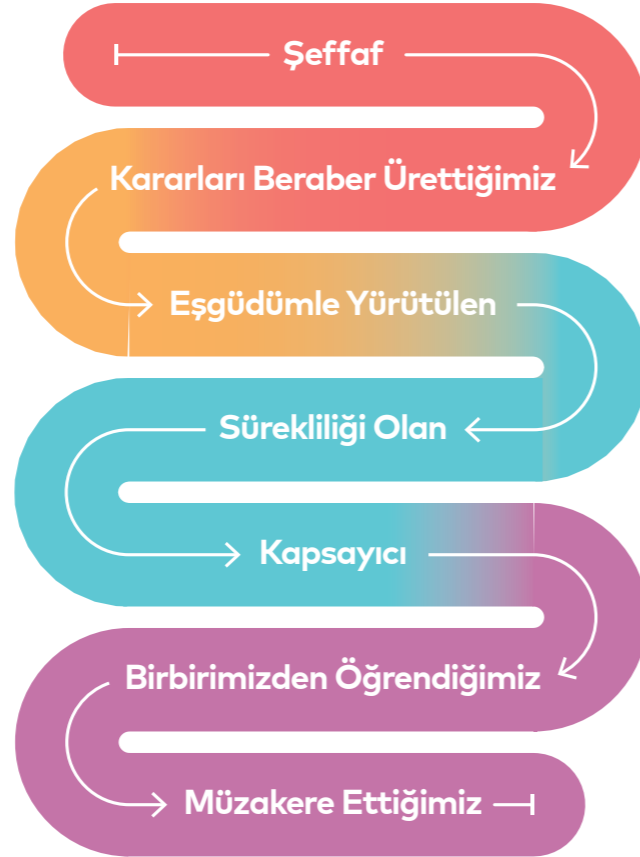 Şeffaf
Kararları Beraber Ürettiğimiz
Eşgüdümle Yürütülen
Sürekliliği Olan
Kapsayıcı
Birbirimizden Öğrendiğimiz
Müzakere Ettiğimiz